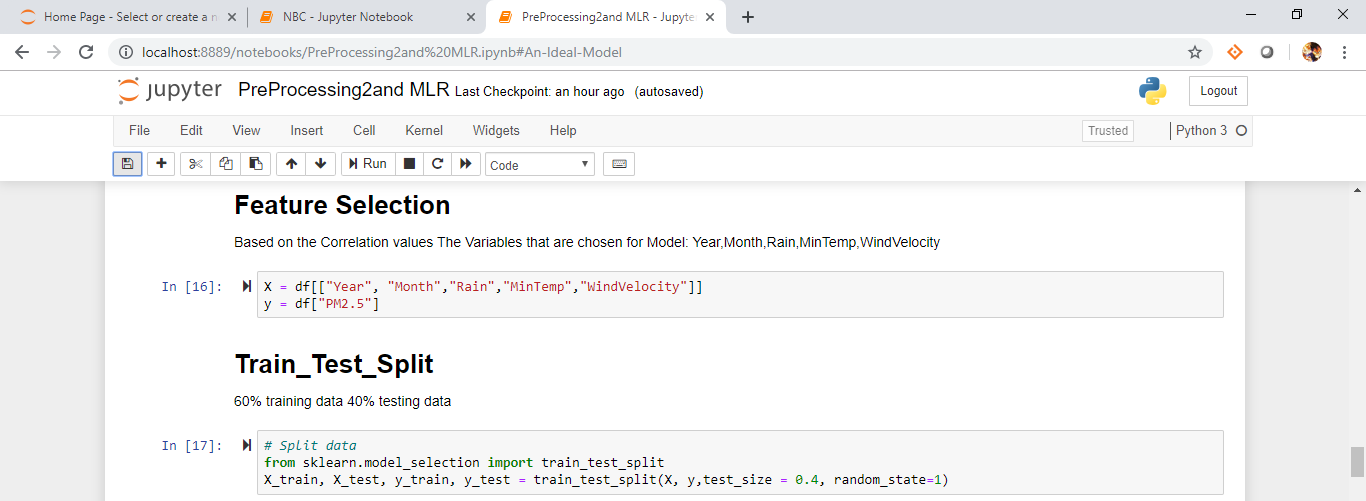 Home Page - Select or create a n
NBC - Jupyter Notebook
PreProcessing2and MLR - Jupyte
localhost:8889/notebooks/PreProcessing2and%20MLR.ipynb#An-Ideal-Model
jupyter PreProcessing2and MLR Last Checkpoint: an hour ago (autosaved)
Logout
File Edit View Insert Cell Kernel Widgets Help
Trusted
Python 3
Run
Code
Feature Selection
Based on the Correlation values The Variables that are chosen for Model: Year,Month,Rain,MinTemp,WindVelocity
In [16]:
X = df[["Year", "Month","Rain","MinTemp","WindVelocity"]]
y = df["PM2.5"]
Train_Test_Split
60% training data 40% testing data
In [17]:
# Split data
from sklearn.model_selection import train_test_split
X_train, X_test, y_train, y_test = train_test_split(X, y,test_size = 0.4, random_state=1)